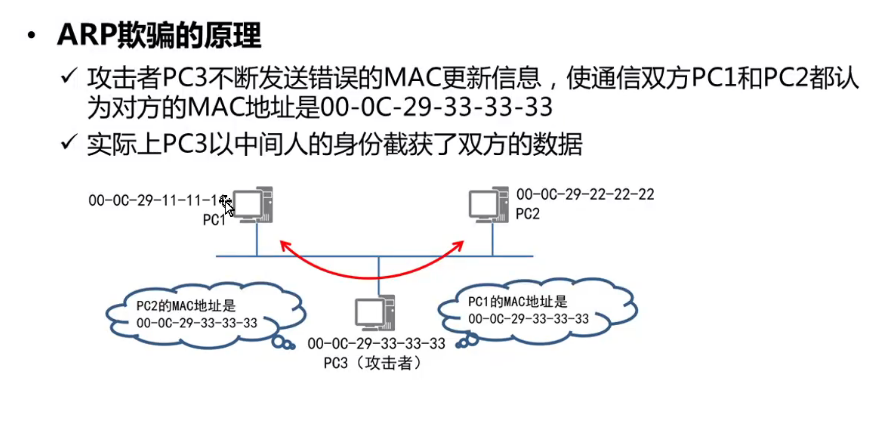 • ARP欺骗的原理
✓ 攻击者PC3不断发送错误的MAC更新信息，使通信双方PC1和PC2都认
为对方的MAC地址是00-0C-29-33-33-33
✓ 实际上PC3以中间人的身份截获了双方的数据
00-0C-29-11-11-1
PC1
00-0C-29-22-22-22
PC2
PC2的MAC地址是
00-0C-29-33-33-33
PC1的MAC地址是
00-0C-29-33-33-33
00-0C-29-33-33-33
PC3（攻击者）